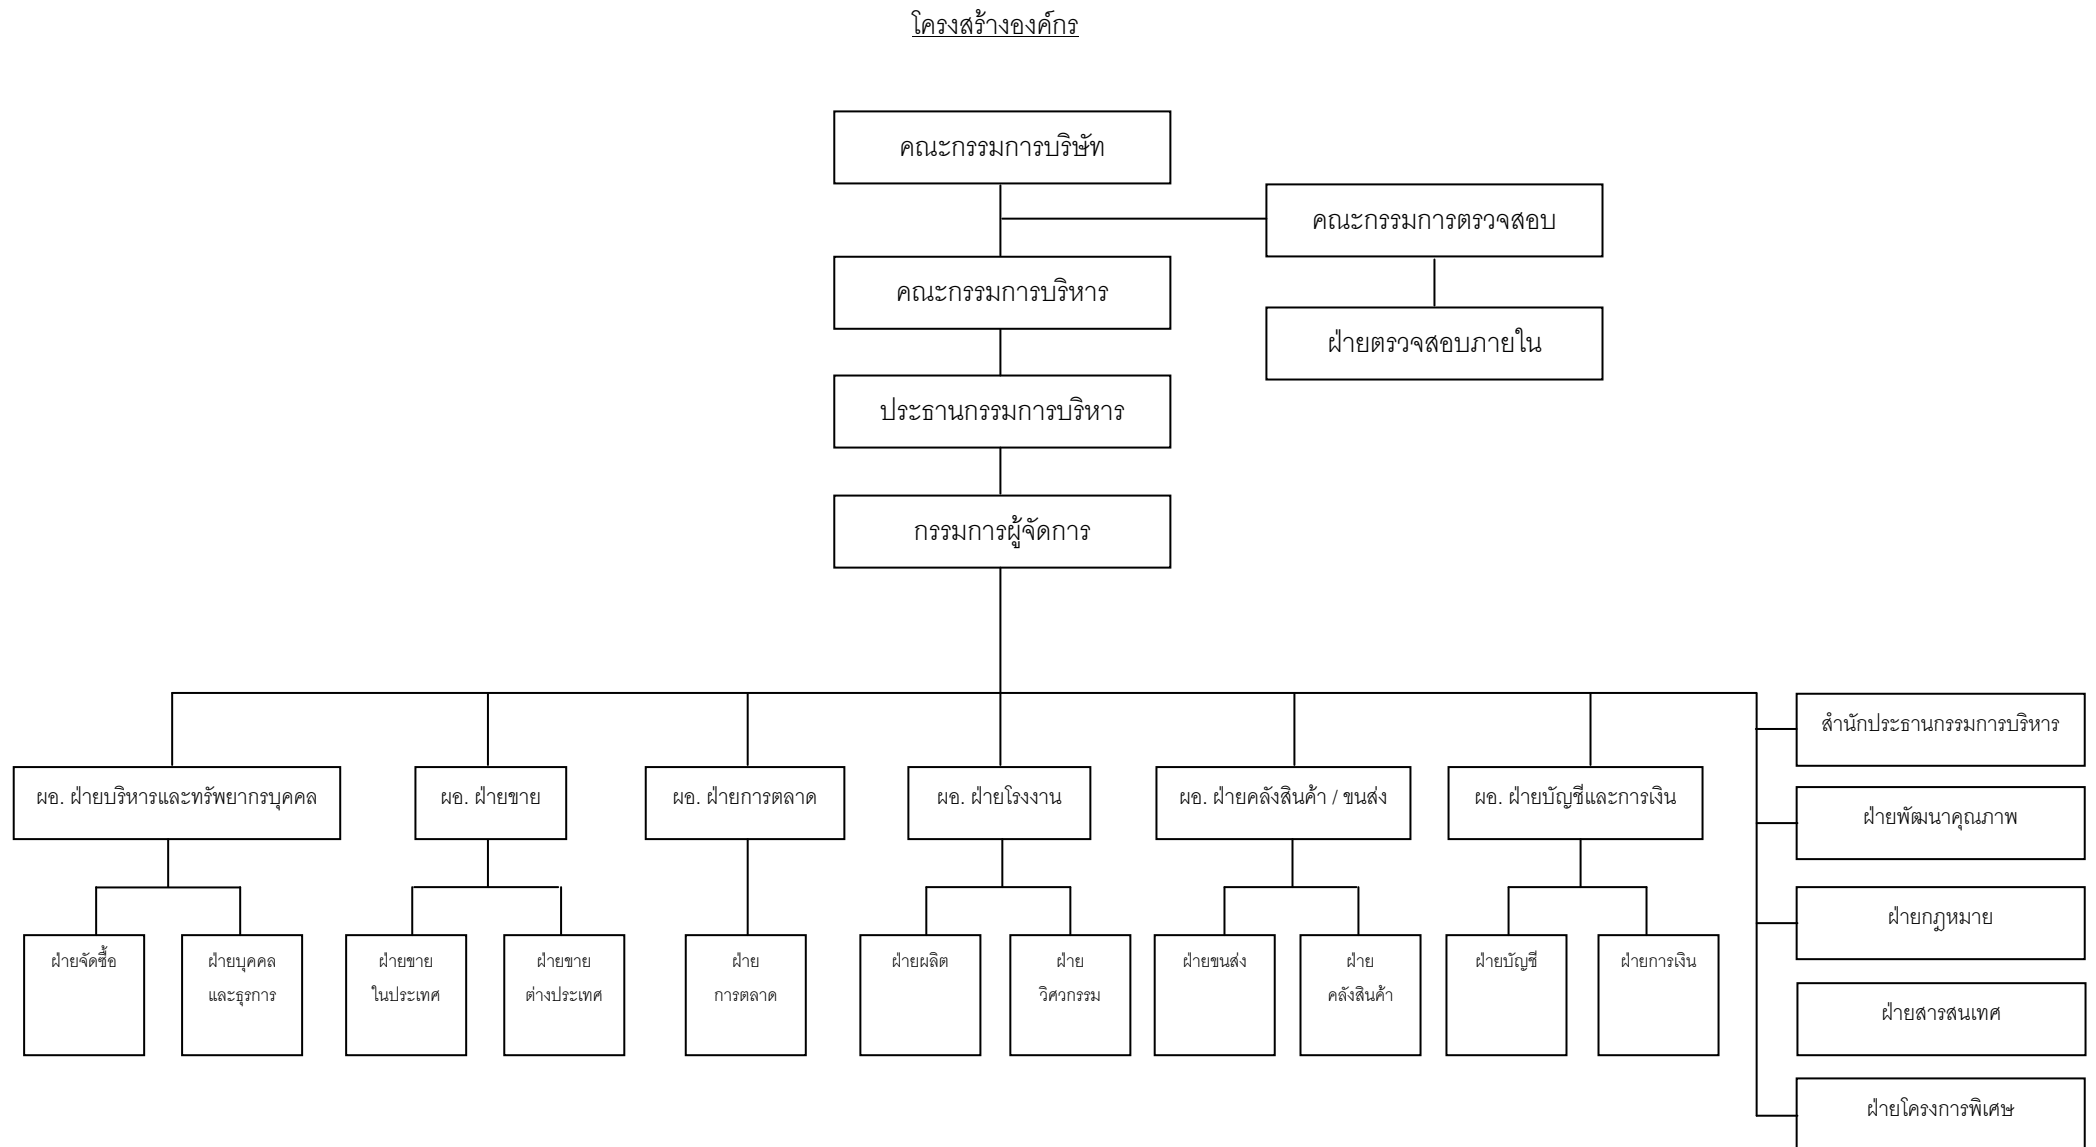 โครงสร้างองค์กร
คณะกรรมการบริษัท
คณะกรรมการตรวจสอบ
คณะกรรมการบริหาร
ฝ่ายตรวจสอบภายใน
ประธานกรรมการบริหาร
กรรมการผู้จัดการ
สำนักประธานกรรมการบริหาร
ผอ. ฝ่ายบริหารและทรัพยากรบุคคล
ผอ. ฝ่ายขาย
ผอ. ฝ่ายการตลาด
ผอ. ฝ่ายโรงงาน
ผอ. ฝ่ายคลังสินค้า / ขนส่ง
ผอ. ฝ่ายบัญชีและการเงิน
ฝ่ายพัฒนาคุณภาพ
ฝ่ายกฎหมาย
ฝ่ายจัดซื้อ
ฝ่ายบุคคล
และธุรการ
ฝ่ายขาย
ในประเทศ
ฝ่ายขาย
ต่างประเทศ
ฝ่าย
การตลาด
ฝ่ายผลิต
ฝ่าย
วิศวกรรม
ฝ่ายขนส่ง
ฝ่าย
คลังสินค้า
ฝ่ายบัญชี
ฝ่ายการเงิน
ฝ่ายสารสนเทศ
ฝ่ายโครงการพิเศษ